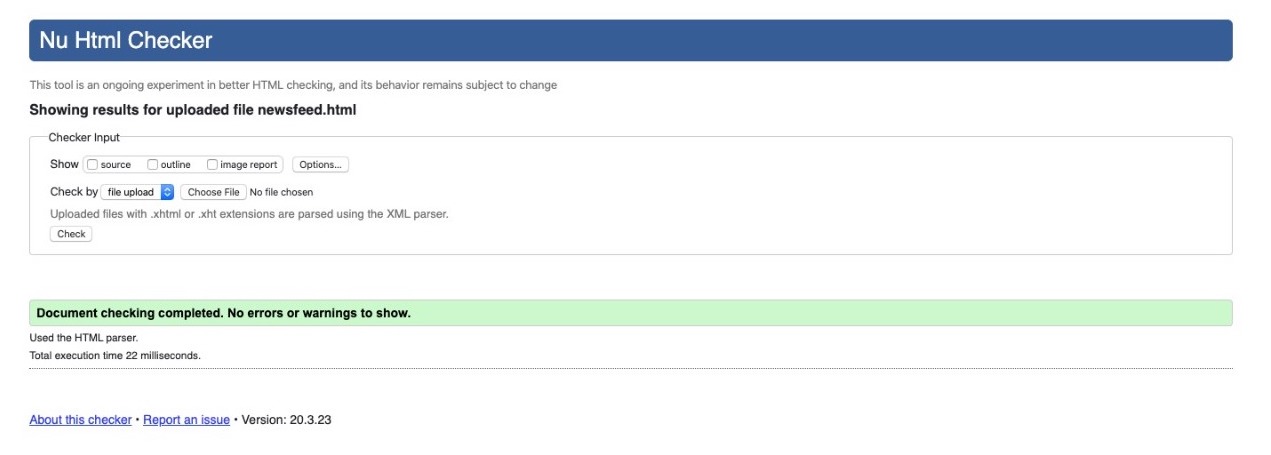 Nu Html Checker
This tool is an ongoing experiment in better HTML checking, and its behavior remains subject to change
Showing results for uploaded file newsfeed.html
Checker Input
Show source outline image report Options...
Check by file upload Choose File No file chosen
Uploaded files with .xhtml or .xht extensions are parsed using the XML parser.
Check
Document checking completed. No errors or warnings to show.
Used the HTML parser.
Total execution time 22 milliseconds.
About this checker • Report an issue • Version: 20.3.23